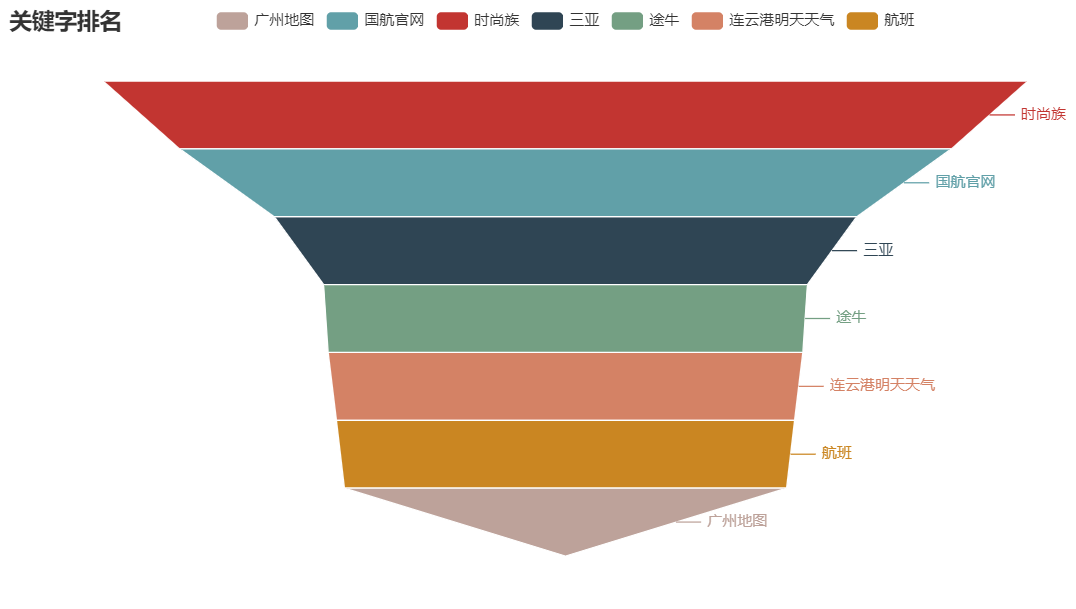 关键字排名
广州地图
国航官网
时尚族
三亚
途牛
连云港明天天气
航班
时尚族
国航官网
三亚
途牛
连云港明天天气
航班
广州地图